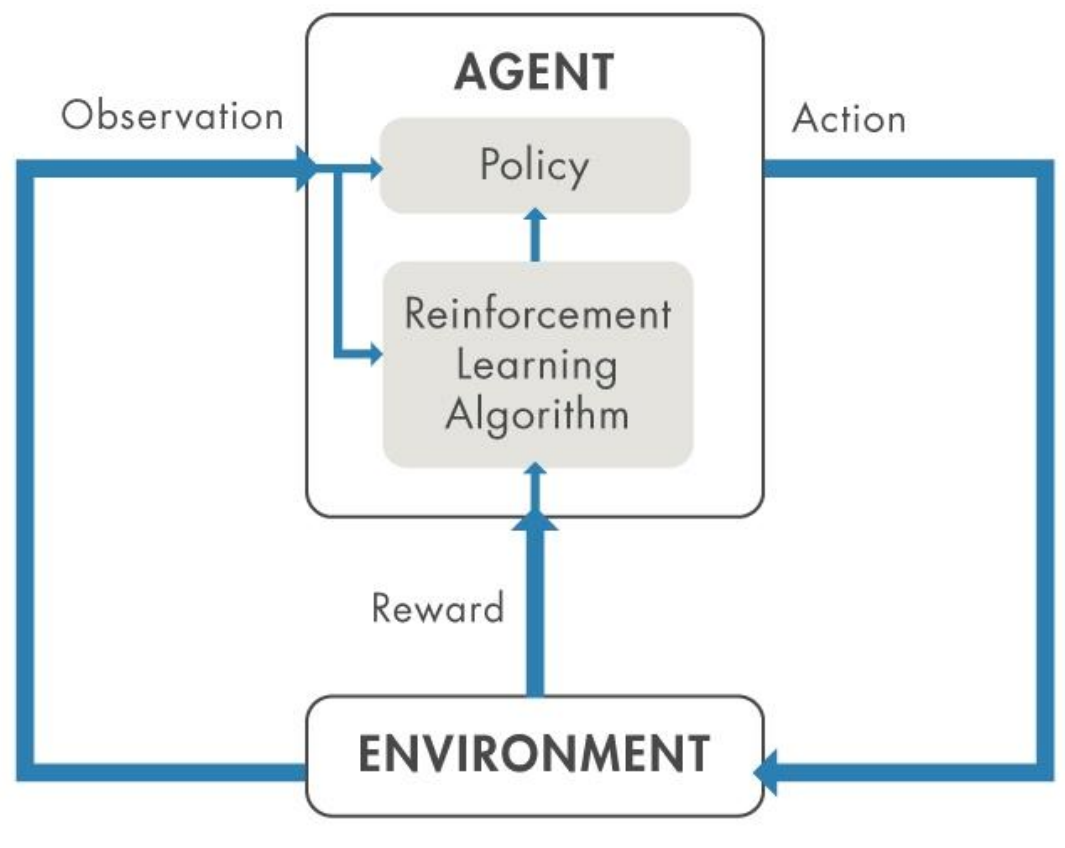 AGENT
Observation
Action
Policy
Reinforcement
Learning
Algorithm
Reward
ENVIRONMENT